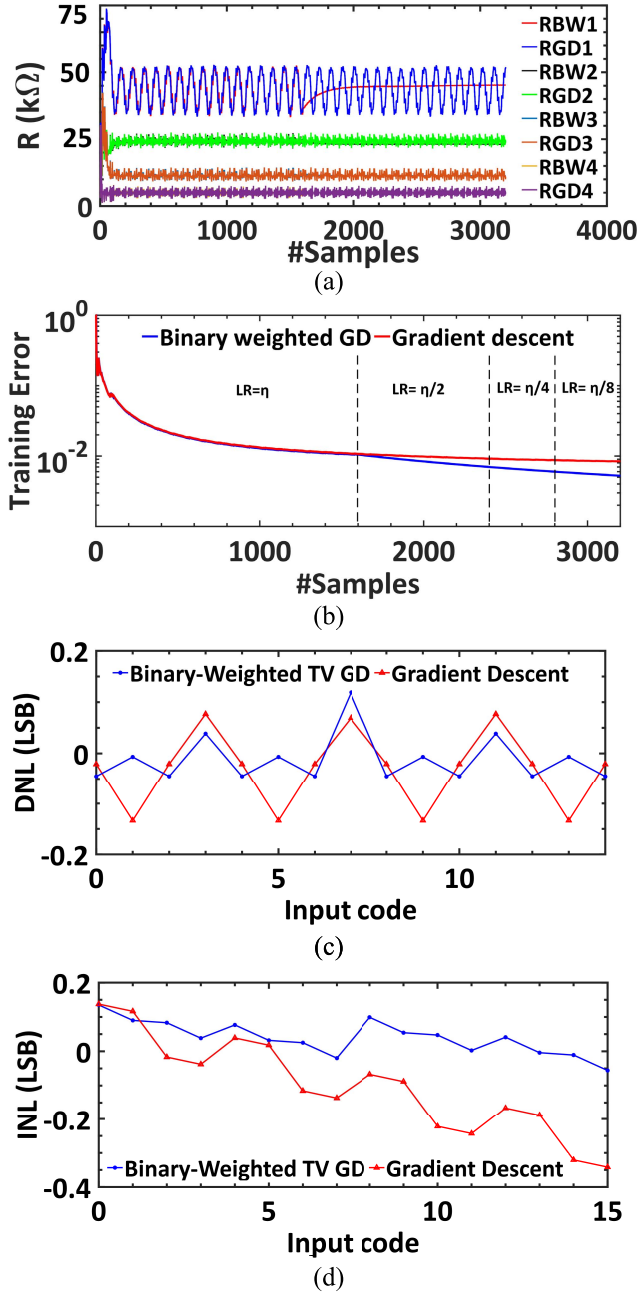 R (kΩ)
75
50
25
0
0
1000
2000
3000
4000
#Samples
RBW1
RGD1
RBW2
RGD2
RBW3
RGD3
RBW4
RGD4
(a)
Training Error
10^0
10^-2
Binary weighted GD
Gradient descent
LR=η
LR= η/2
LR= η/4
LR= η/8
0
1000
2000
3000
#Samples
(b)
DNL (LSB)
0.2
0
-0.2
Binary-Weighted TV GD
Gradient Descent
0
5
10
Input code
(c)
INL (LSB)
0.2
0
-0.2
-0.4
Binary-Weighted TV GD
Gradient Descent
0
5
10
15
Input code
(d)